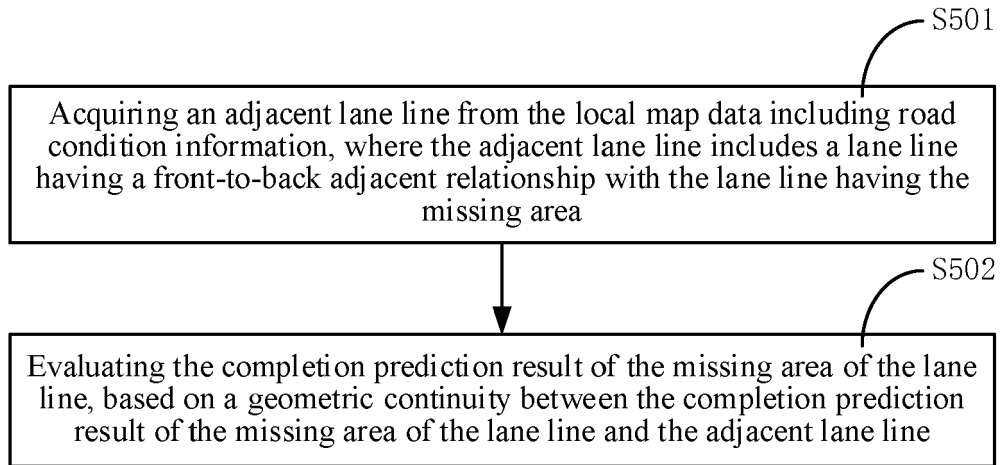 S501
Acquiring an adjacent lane line from the local map data including road
condition information, where the adjacent lane line includes a lane line
having a front-to-back adjacent relationship with the lane line having the
missing area
S502
Evaluating the completion prediction result of the missing area of the lane
line, based on a geometric continuity between the completion prediction
result of the missing area of the lane line and the adjacent lane line